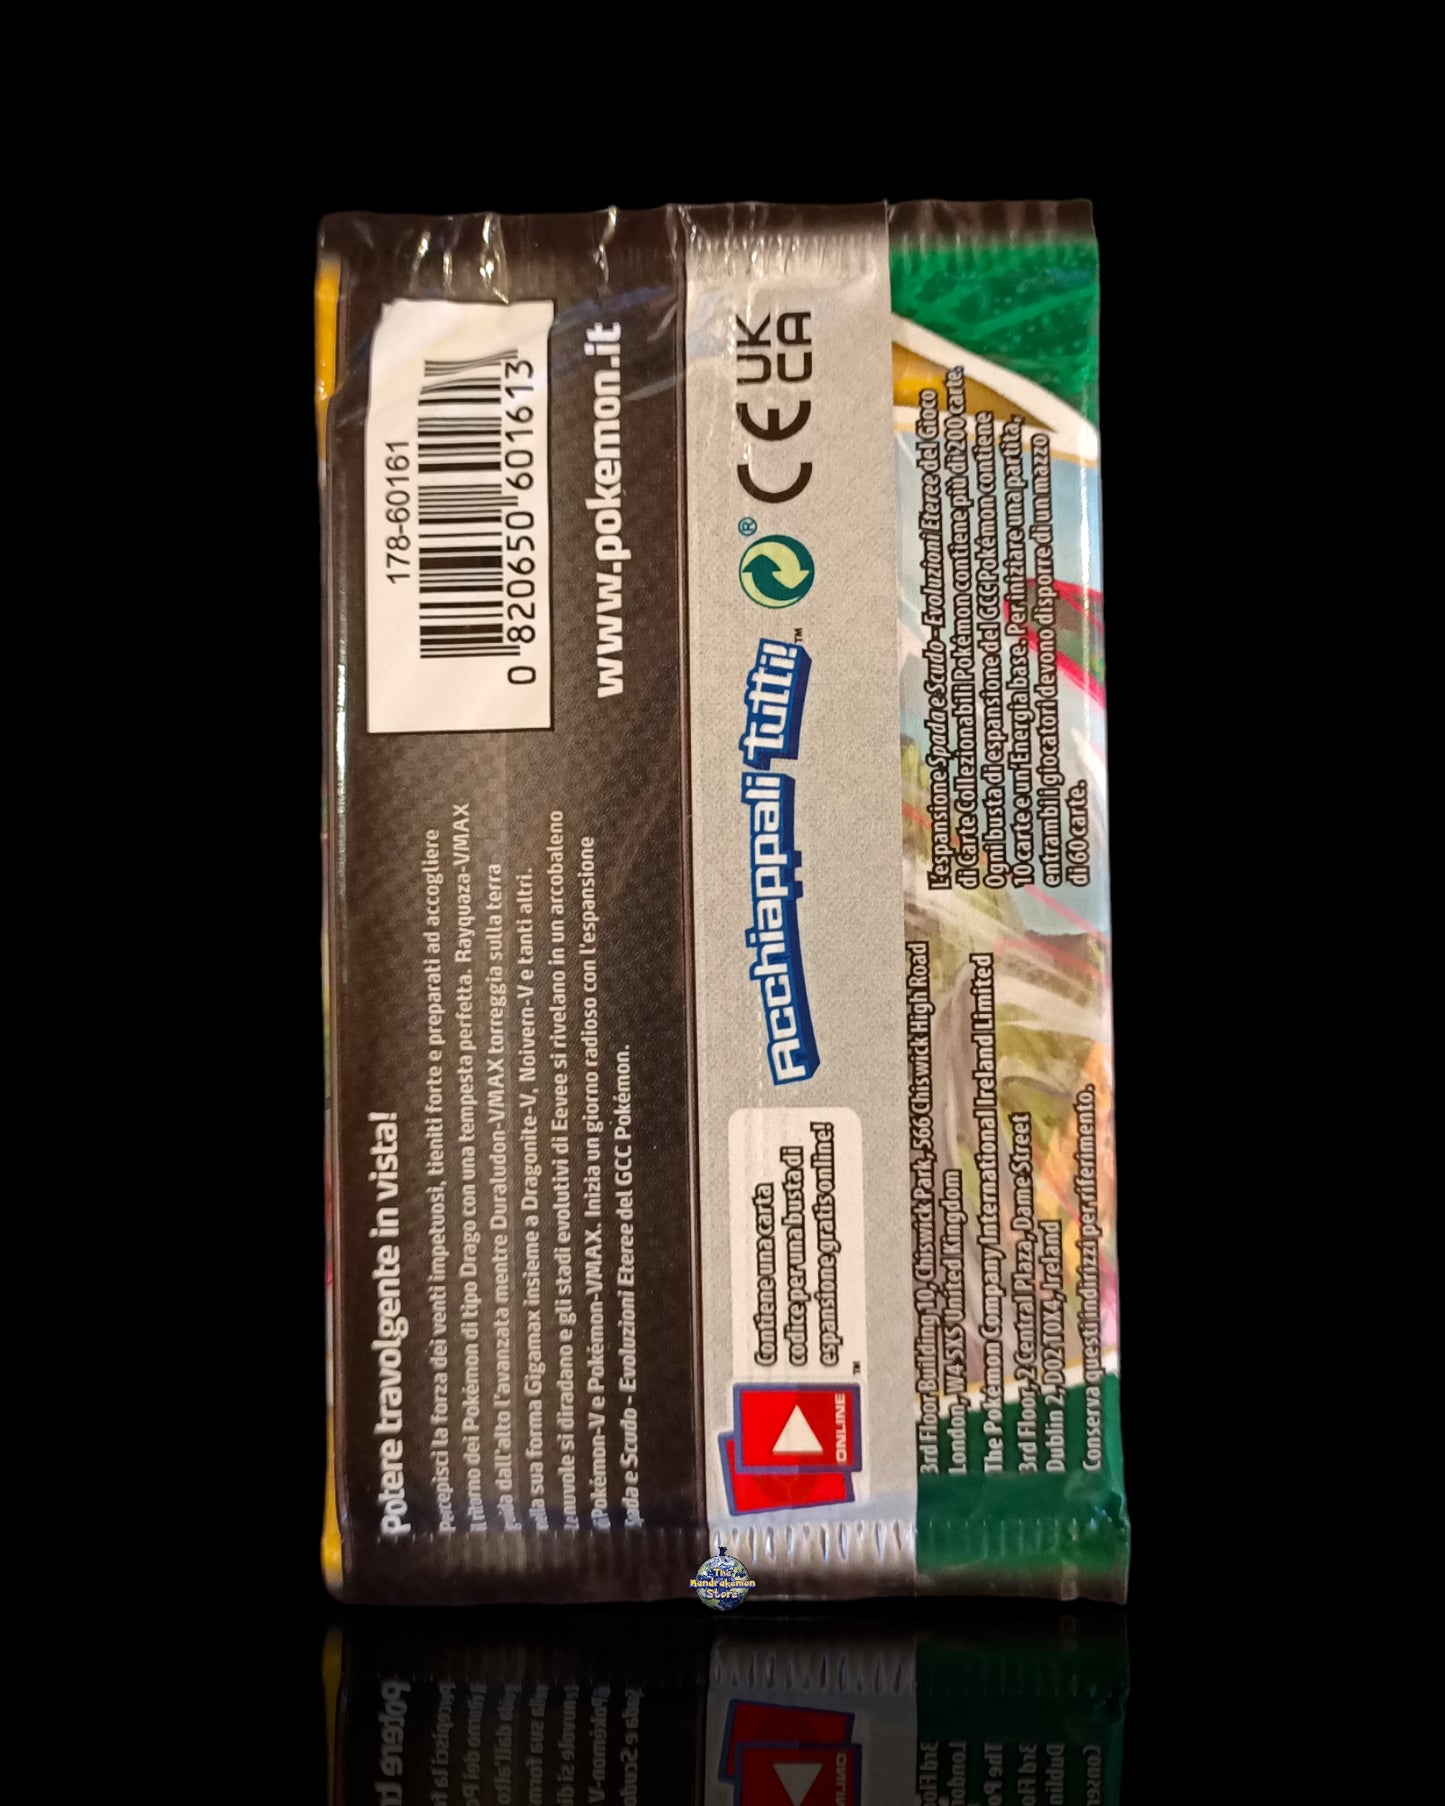 Potere travolgente in vista!
Percepisci la forza dei venti impetuosi, tieniti forte e preparati ad accogliere
il ritorno dei Pokémon di tipo Drago con una tempesta perfetta. Rayquaza-VMAX
guida dall'alto l'avanzata mentre Duraludon-VMAX torreggia sulla terra
nella sua forma Gigamax insieme a Dragonite-V, Noivern-V e tanti altri.
Le nuvole si diradano e gli stadi evolutivi di Eevee si rivelano in un arcobaleno
di Pokémon-V e Pokémon-VMAX. Inizia un giorno radioso con l'espansione
Spada e Scudo - Evoluzioni Eteree del GCC Pokémon.
178-60161
0 820650 601613
www.pokemon.it
ONLINE™
Contiene una carta
codice per una busta di
espansione gratis online!
Acchiappali tutti!™
®
CE
UK
CA
3rd Floor Building 10, Chiswick Park, 566 Chiswick High Road
London, W4 5XS United Kingdom
The Pokémon Company International Ireland Limited
3rd Floor, 2 Central Plaza, Dame Street
Dublin 2, D02 T0X4, Ireland
Conserva questi indirizzi per riferimento.
L'espansione Spada e Scudo - Evoluzioni Eteree del Gioco
di Carte Collezionabili Pokémon contiene più di 200 carte.
Ogni busta di espansione del GCC Pokémon contiene
10 carte e un'Energia base. Per iniziare una partita,
entrambi i giocatori devono disporre di un mazzo
di 60 carte.
The
Mandrakemon
Store